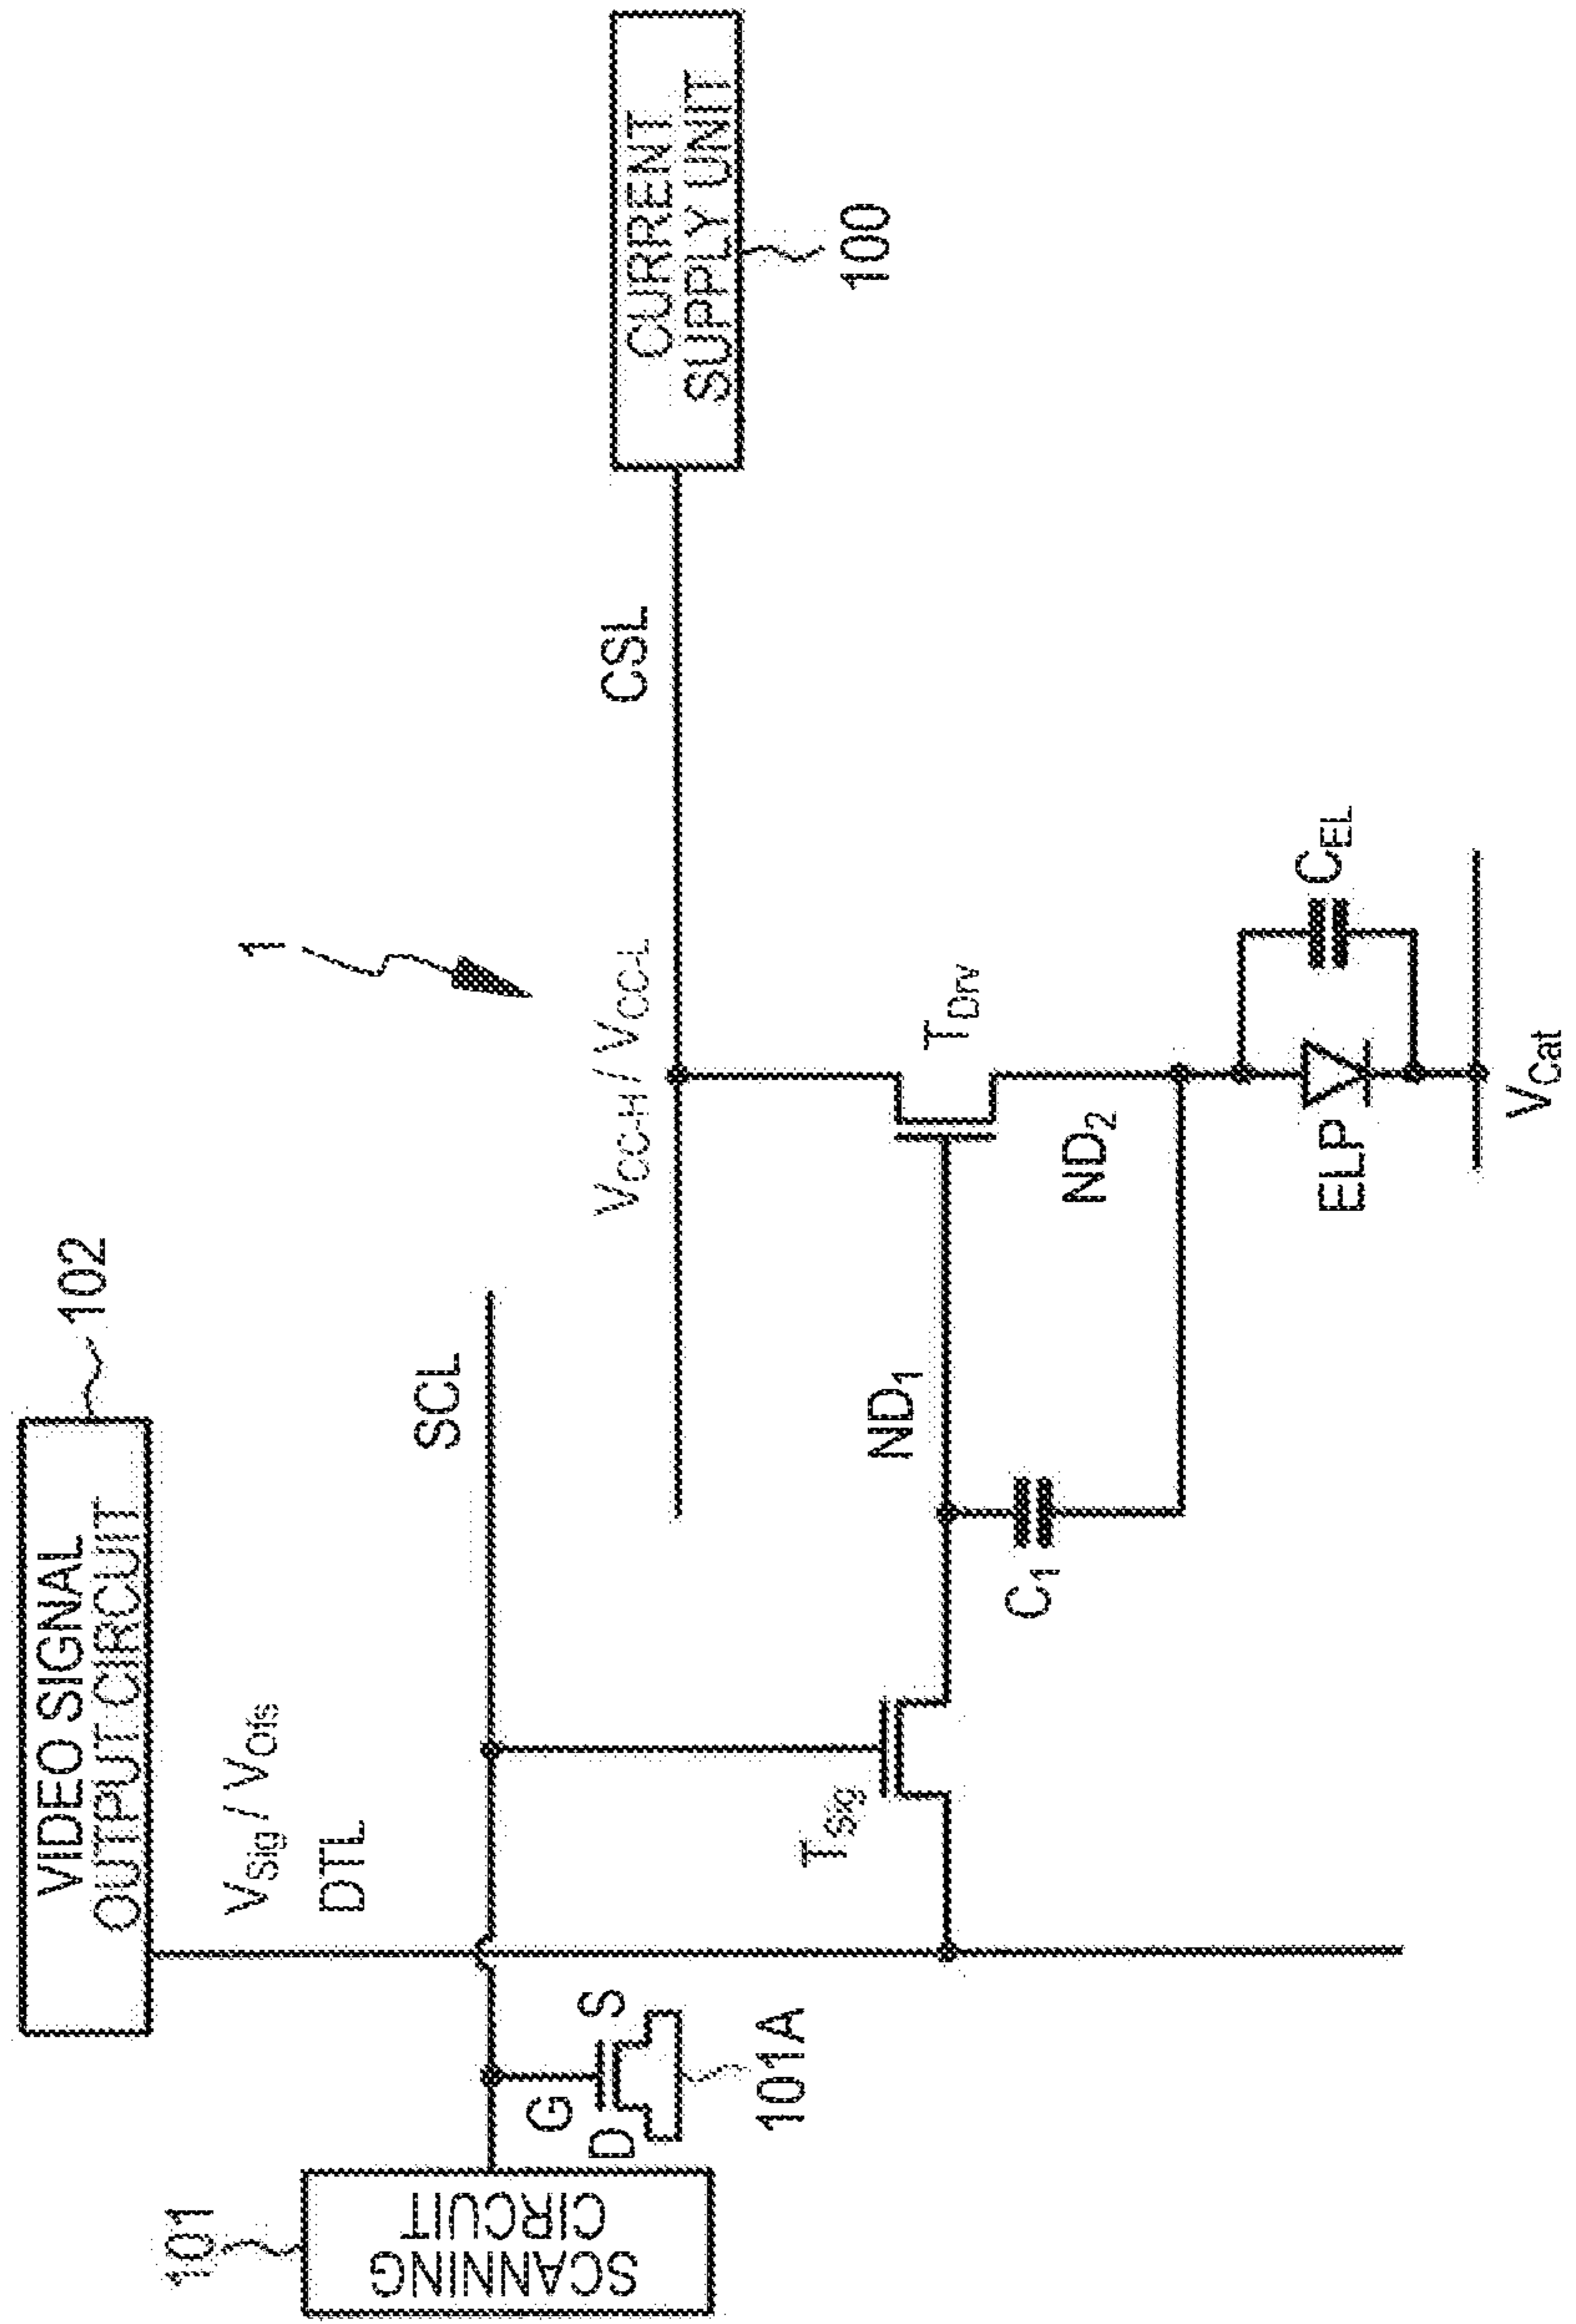 VIDEO SIGNAL
OUTPUT CIRCUIT
102
V_Sig / V_Ofs
DTL
101
SCANNING
CIRCUIT
G
D
S
101A
SCL
1
V_CC-H / V_CC-L
CSL
CURRENT
SUPPLY UNIT
100
T_Sig
ND_1
T_Drv
C_1
ND_2
ELP
C_EL
V_Cat